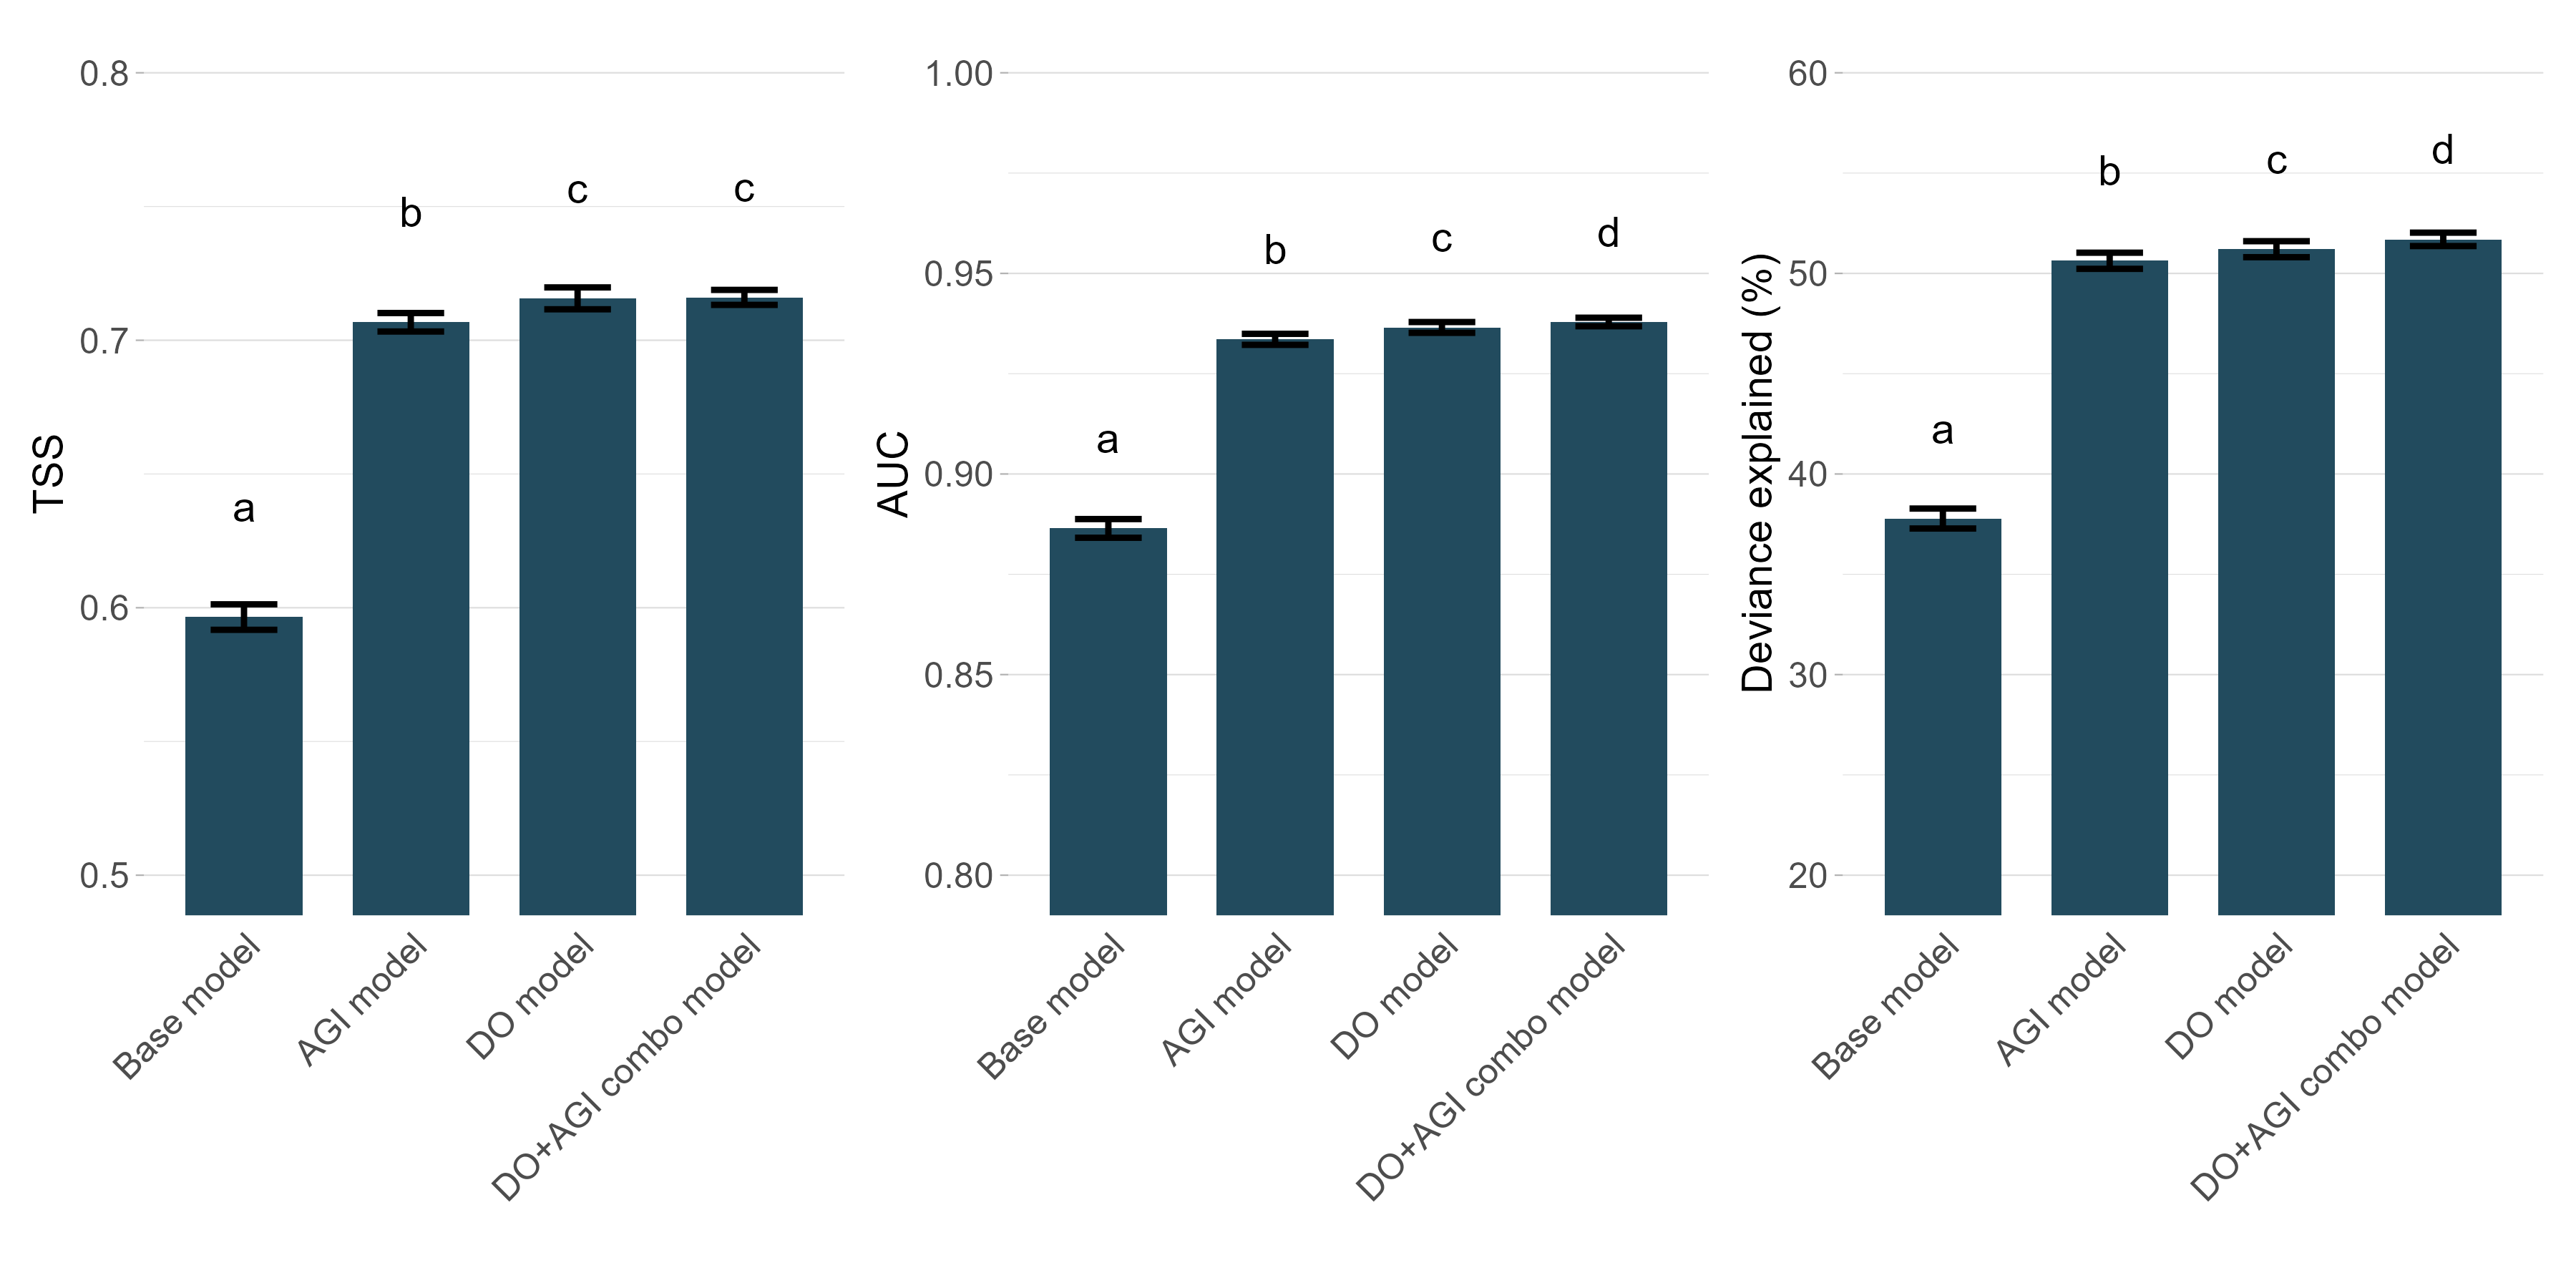 TSS
0.8
0.7
0.6
0.5
a
b
c
c
Base model
AGI model
DO model
DO+AGI combo model
AUC
1.00
0.95
0.90
0.85
0.80
a
b
c
d
Base model
AGI model
DO model
DO+AGI combo model
Deviance explained (%)
60
50
40
30
20
a
b
c
d
Base model
AGI model
DO model
DO+AGI combo model